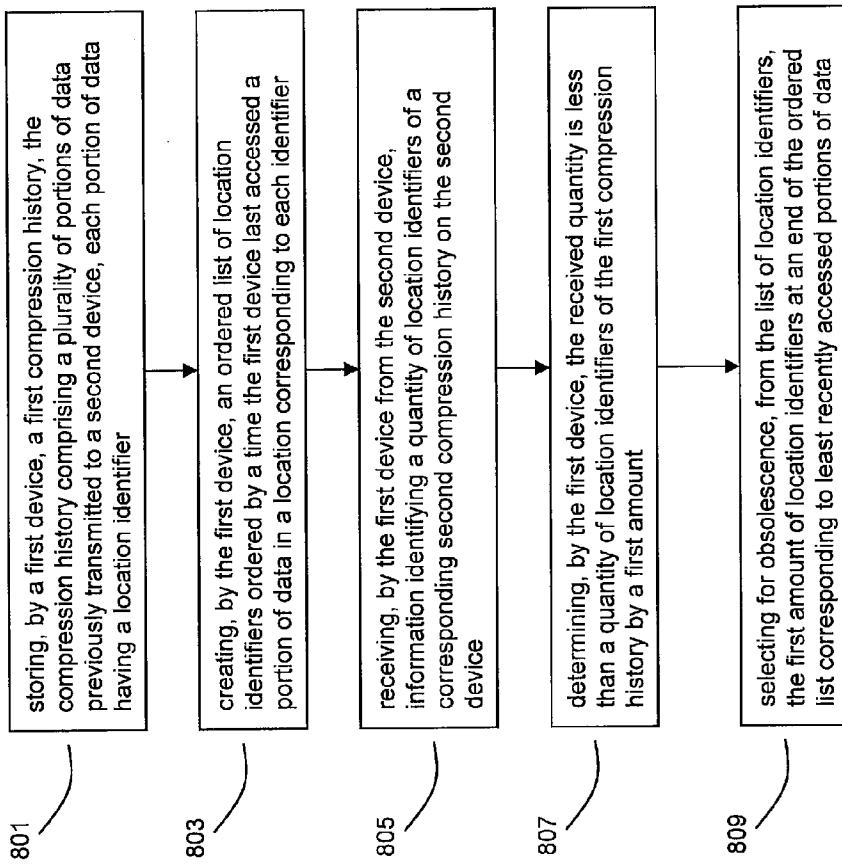 801
storing, by a first device, a first compression history, the
compression history comprising a plurality of portions of data
previously transmitted to a second device, each portion of data
having a location identifier
803
creating, by the first device, an ordered list of location
identifiers ordered by a time the first device last accessed a
portion of data in a location corresponding to each identifier
805
receiving, by the first device from the second device,
information identifying a quantity of location identifiers of a
corresponding second compression history on the second
device
807
determining, by the first device, the received quantity is less
than a quantity of location identifiers of the first compression
history by a first amount
809
selecting for obsolescence, from the list of location identifiers,
the first amount of location identifiers at an end of the ordered
list corresponding to least recently accessed portions of data